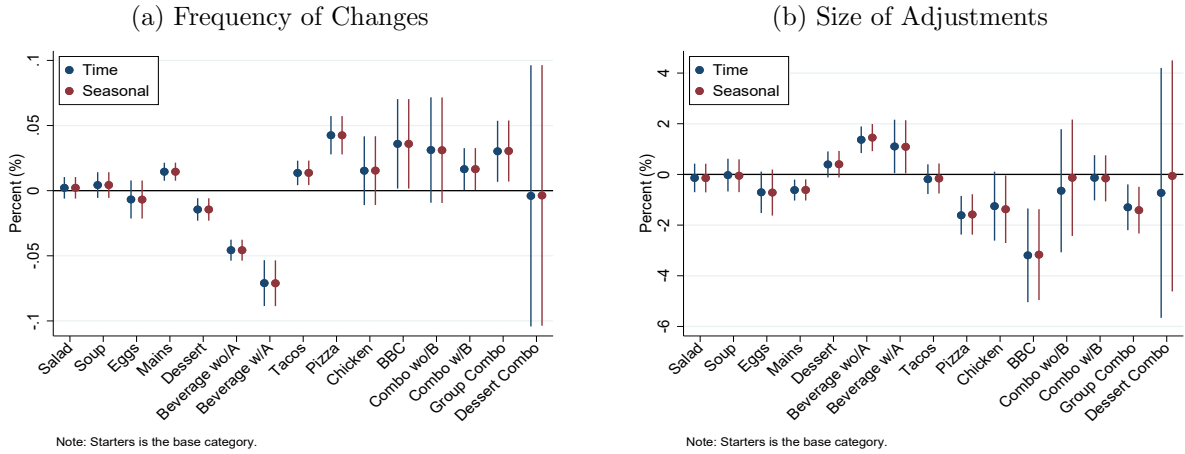 (a) Frequency of Changes
Time
Seasonal
Percent (%)
.1
.05
0
-.05
-.1
Salad
Soup
Eggs
Mains
Dessert
Beverage wo/A
Beverage w/A
Tacos
Pizza
Chicken
BBC
Combo wo/B
Combo w/B
Group Combo
Dessert Combo
Note: Starters is the base category.
(b) Size of Adjustments
Time
Seasonal
Percent (%)
4
2
0
-2
-4
-6
Salad
Soup
Eggs
Mains
Dessert
Beverage wo/A
Beverage w/A
Tacos
Pizza
Chicken
BBC
Combo wo/B
Combo w/B
Group Combo
Dessert Combo
Note: Starters is the base category.